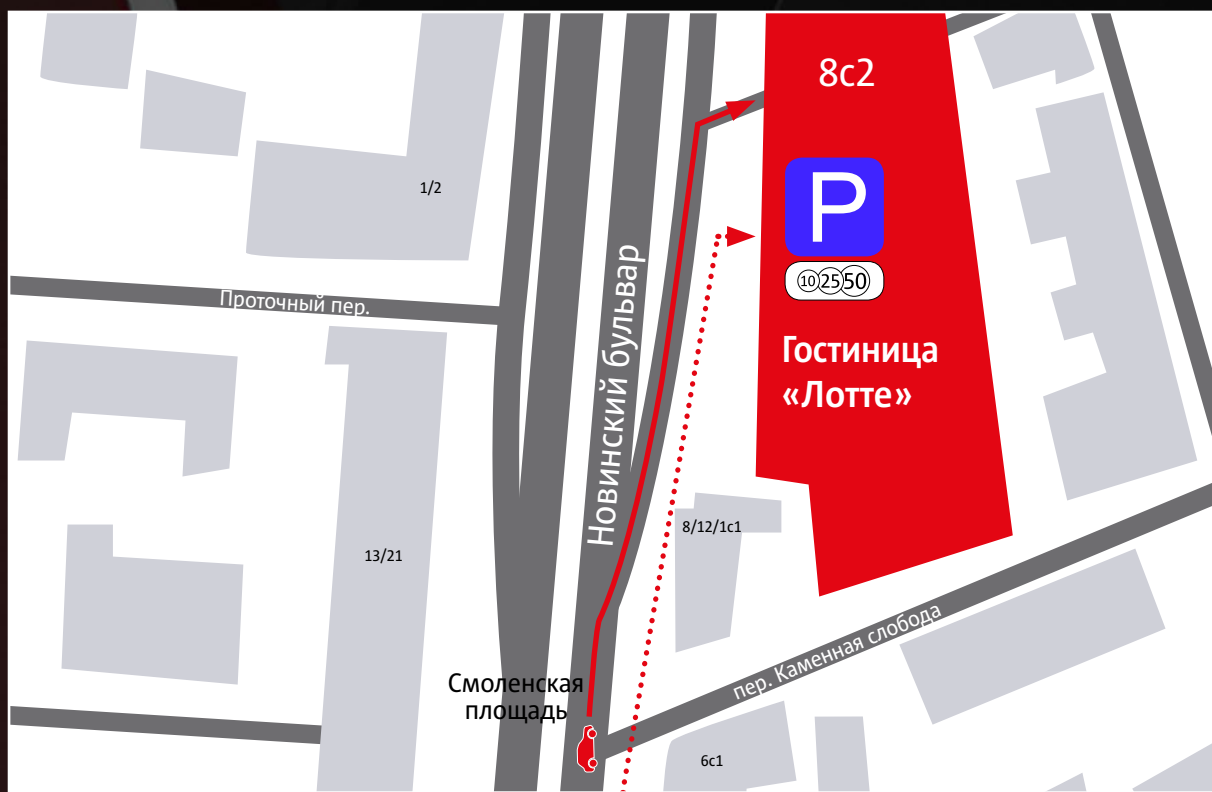 8с2
1/2
P
10 25 50
Новинский бульвар
Проточный пер.
Гостиница
«Лотте»
8/12/1с1
13/21
пер. Каменная слобода
Смоленская
площадь
6с1